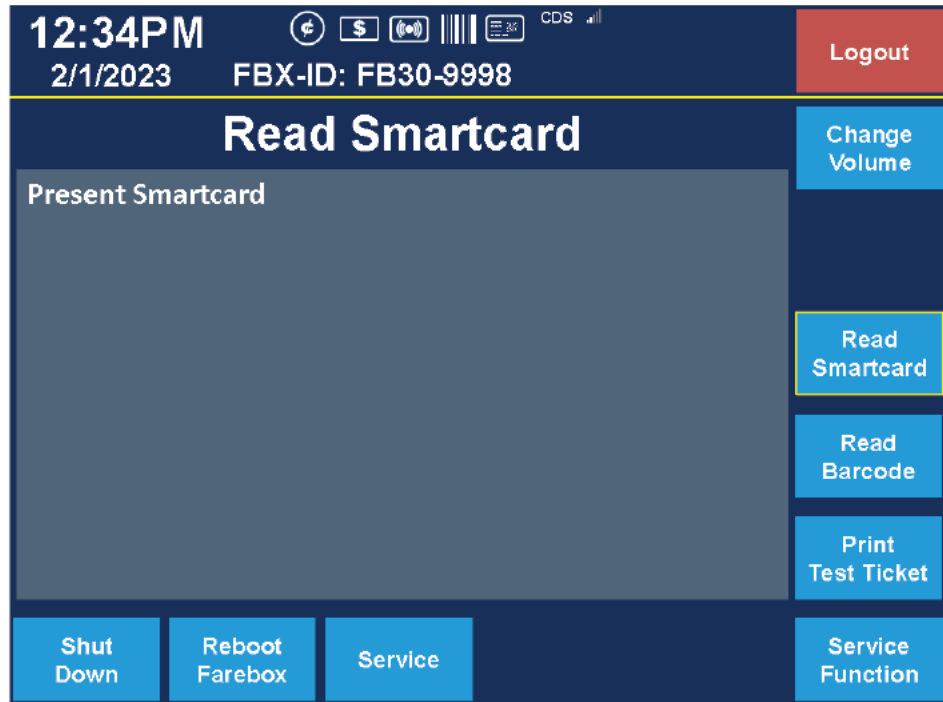 12:34PM
CDS
Logout
2/1/2023 FBX-ID: FB30-9998
Read Smartcard
Change
Volume
Present Smartcard
Read
Smartcard
Read
Barcode
Print
Test Ticket
Shut
Down
Reboot
Farebox
Service
Service
Function